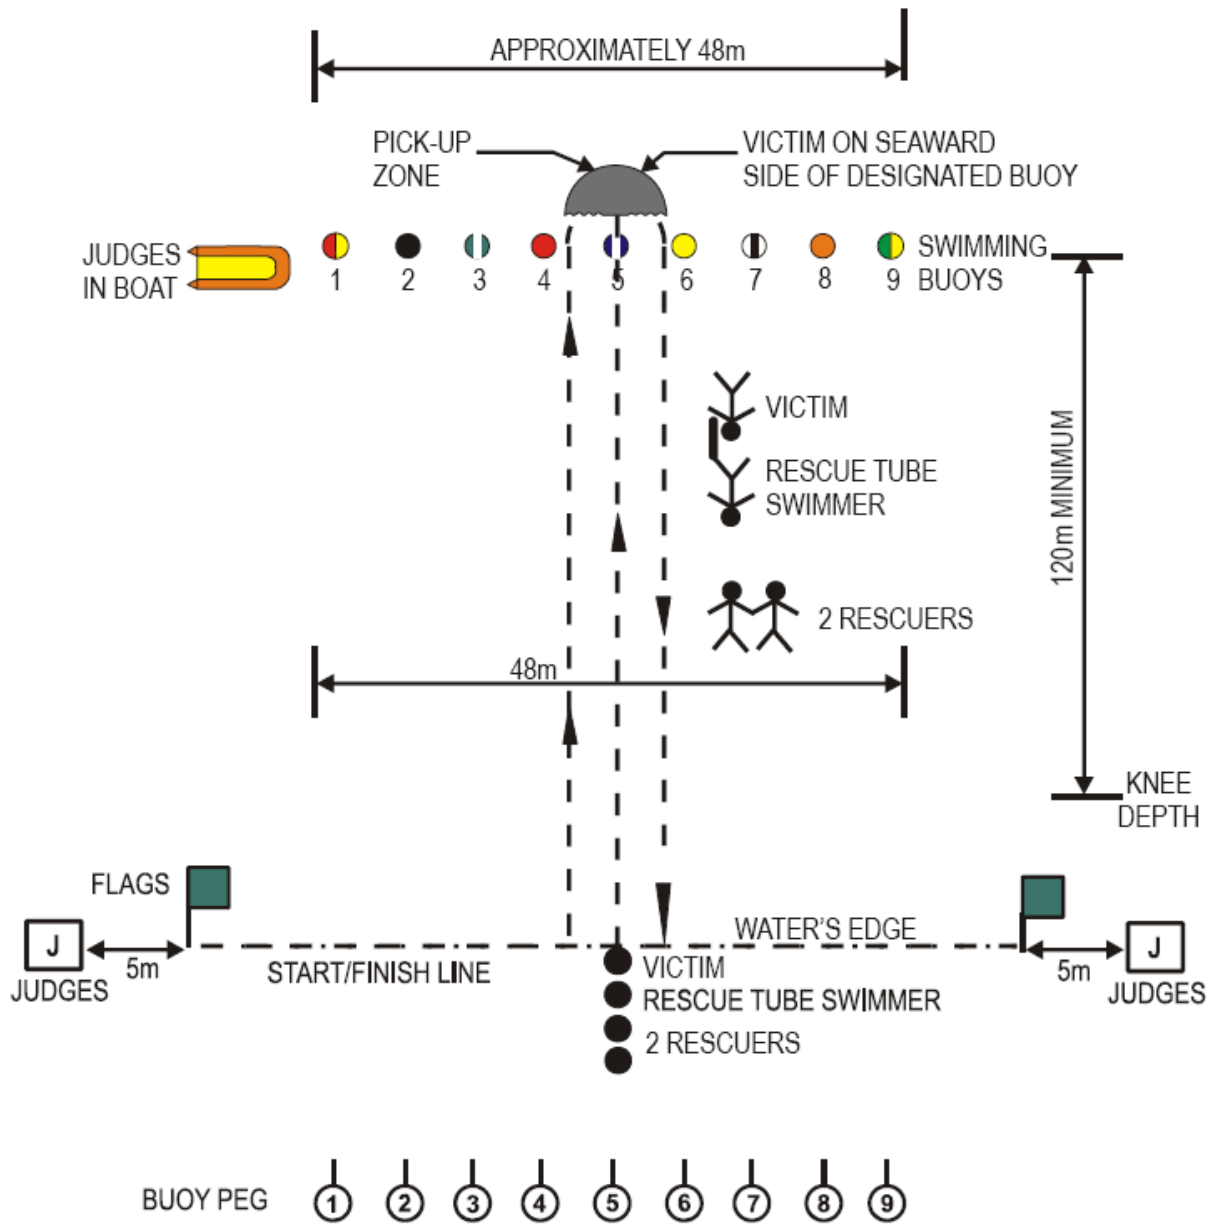 APPROXIMATELY 48m
PICK-UP
ZONE
VICTIM ON SEAWARD
SIDE OF DESIGNATED BUOY
JUDGES
IN BOAT
1 2 3 4 5 6 7 8 9
SWIMMING
BUOYS
VICTIM
RESCUE TUBE
SWIMMER
120m MINIMUM
2 RESCUERS
48m
KNEE
DEPTH
FLAGS
J
5m
JUDGES
WATER'S EDGE
START/FINISH LINE
J
5m
JUDGES
VICTIM
RESCUE TUBE SWIMMER
2 RESCUERS
BUOY PEG 1 2 3 4 5 6 7 8 9